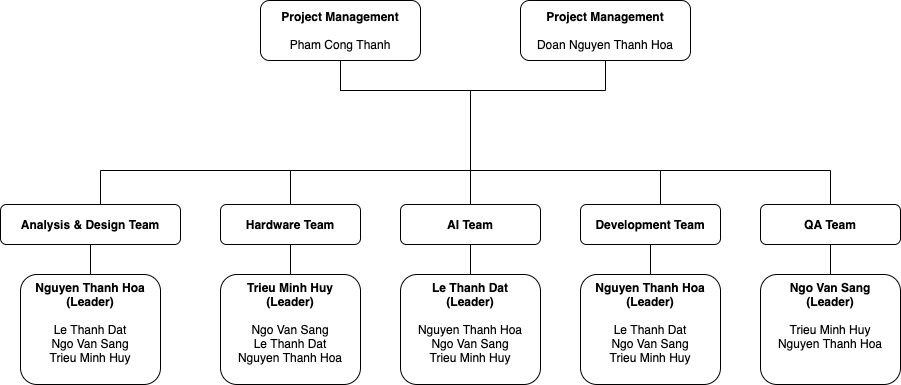 Project Management
Pham Cong Thanh
Project Management
Doan Nguyen Thanh Hoa
Analysis & Design Team
Hardware Team
AI Team
Development Team
QA Team
Nguyen Thanh Hoa
(Leader)
Le Thanh Dat
Ngo Van Sang
Trieu Minh Huy
Trieu Minh Huy
(Leader)
Ngo Van Sang
Le Thanh Dat
Nguyen Thanh Hoa
Le Thanh Dat
(Leader)
Nguyen Thanh Hoa
Ngo Van Sang
Trieu Minh Huy
Nguyen Thanh Hoa
(Leader)
Le Thanh Dat
Ngo Van Sang
Trieu Minh Huy
Ngo Van Sang
(Leader)
Trieu Minh Huy
Nguyen Thanh Hoa